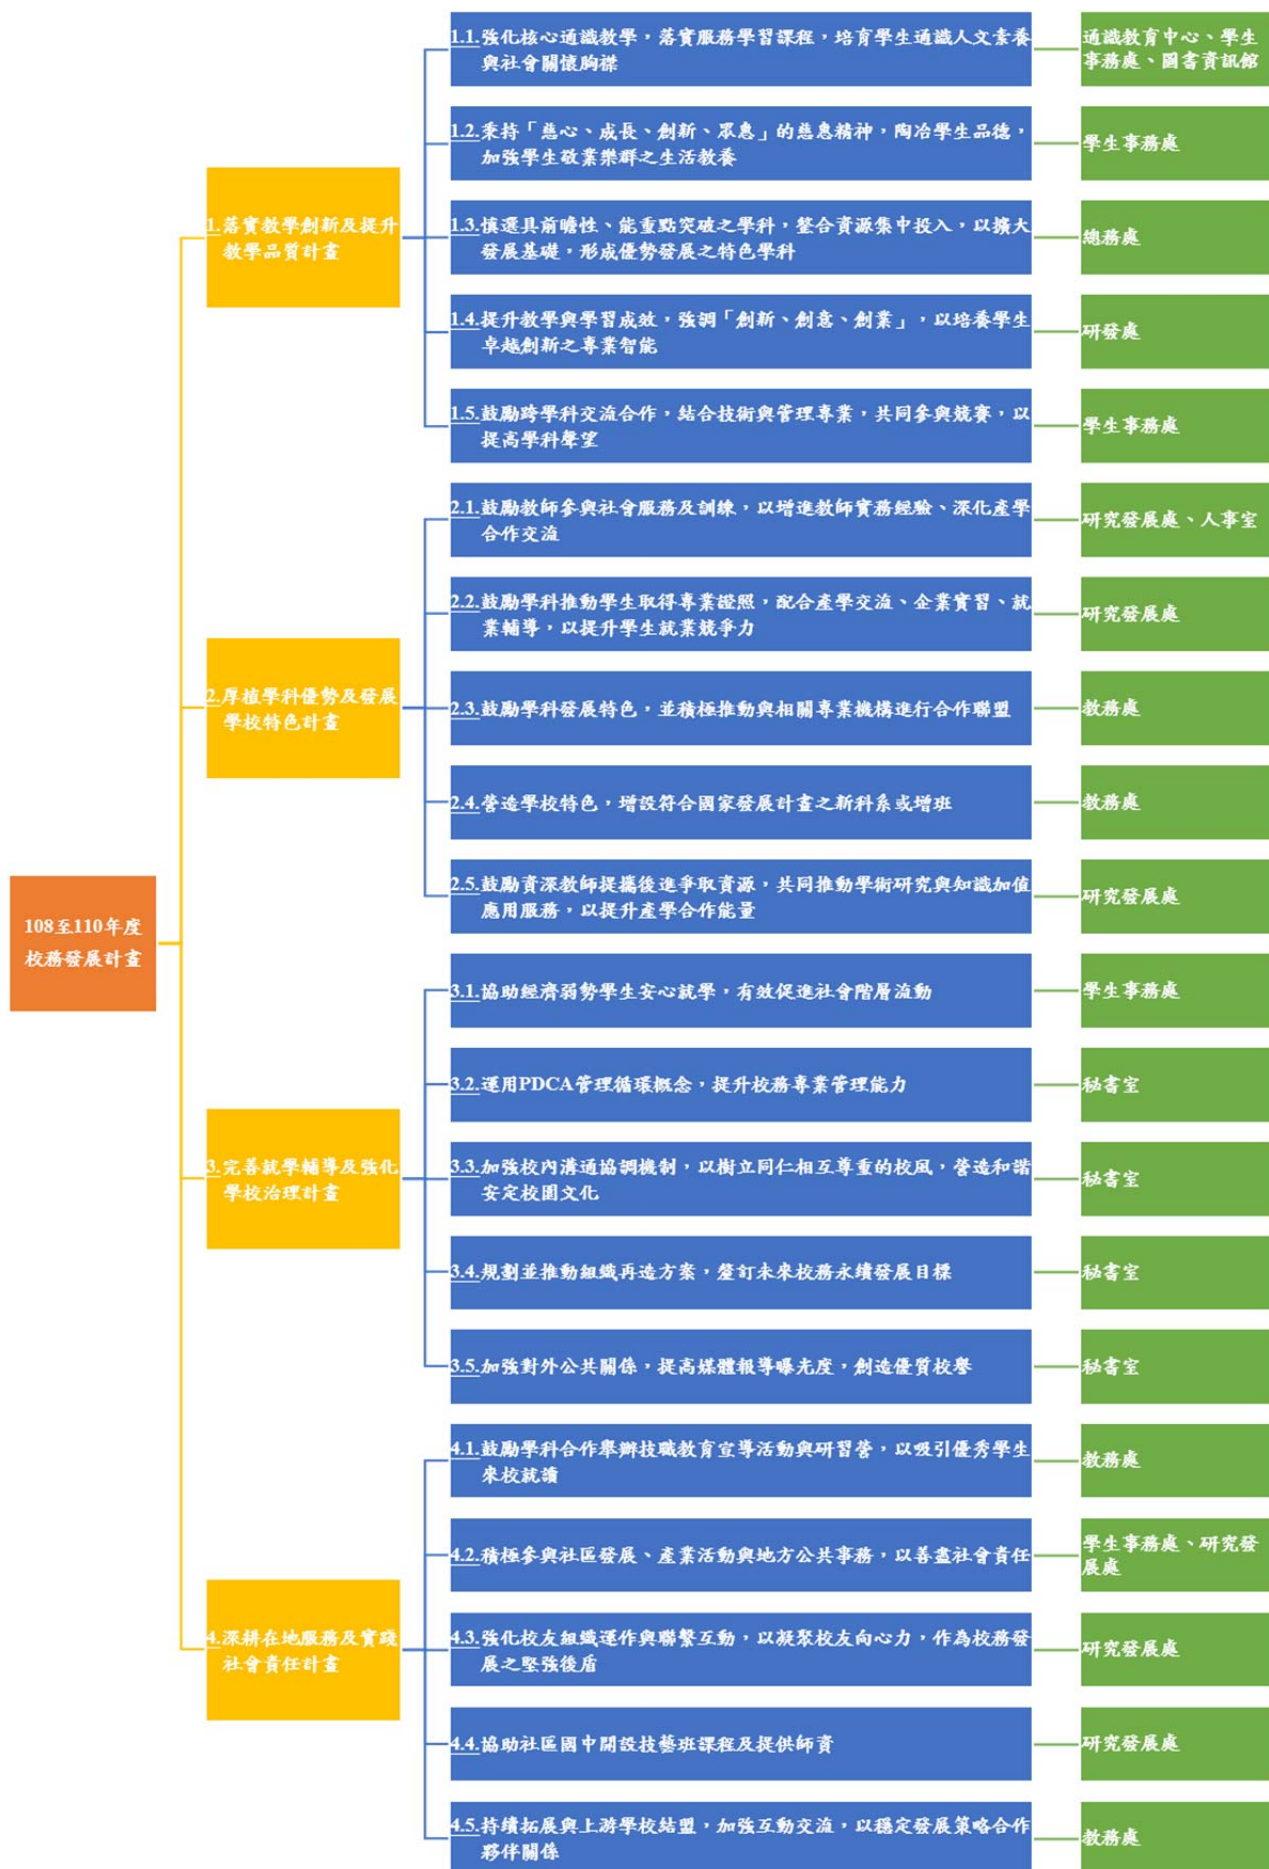 108至110年度
校務發展計畫
1.落實教學創新及提升
教學品質計畫
1.1.強化核心通識教學，落實服務學習課程，培育學生通識人文素養
與社會關懷胸襟
通識教育中心、學生
事務處、圖書資訊館
1.2.秉持「慈心、成長、創新、眾惠」的慈惠精神，陶冶學生品德，
加強學生敬業樂群之生活教養
學生事務處
1.3.慎選具前瞻性、能重點突破之學科，整合資源集中投入，以擴大
發展基礎，形成優勢發展之特色學科
總務處
1.4.提升教學與學習成效，強調「創新、創意、創業」，以培養學生
卓越創新之專業智能
研發處
1.5.鼓勵跨學科交流合作，結合技術與管理專業，共同參與競賽，以
提高學科聲望
學生事務處
2.厚植學科優勢及發展
學校特色計畫
2.1.鼓勵教師參與社會服務及訓練，以增進教師實務經驗、深化產學
合作交流
研究發展處、人事室
2.2.鼓勵學科推動學生取得專業證照，配合產學交流、企業實習、就
業輔導，以提升學生就業競爭力
研究發展處
2.3.鼓勵學科發展特色，並積極推動與相關專業機構進行合作聯盟
教務處
2.4.營造學校特色，增設符合國家發展計畫之新科系或增班
教務處
2.5.鼓勵資深教師提攜後進爭取資源，共同推動學術研究與知識加值
應用服務，以提升產學合作能量
研究發展處
3.完善就學輔導及強化
學校治理計畫
3.1.協助經濟弱勢學生安心就學，有效促進社會階層流動
學生事務處
3.2.運用PDCA管理循環概念，提升校務專業管理能力
秘書室
3.3.加強校內溝通協調機制，以樹立同仁相互尊重的校風，營造和諧
安定校園文化
秘書室
3.4.規劃並推動組織再造方案，釐訂未來校務永續發展目標
秘書室
3.5.加強對外公共關係，提高媒體報導曝光度，創造優質校譽
秘書室
4.深耕在地服務及實踐
社會責任計畫
4.1.鼓勵學科合作舉辦技職教育宣導活動與研習營，以吸引優秀學生
來校就讀
教務處
4.2.積極參與社區發展、產業活動與地方公共事務，以善盡社會責任
學生事務處、研究發
展處
4.3.強化校友組織運作與聯繫互動，以凝聚校友向心力，作為校務發
展之堅強後盾
研究發展處
4.4.協助社區國中開設技藝班課程及提供師資
研究發展處
4.5.持續拓展與上游學校結盟，加強互動交流，以穩定發展策略合作
夥伴關係
教務處